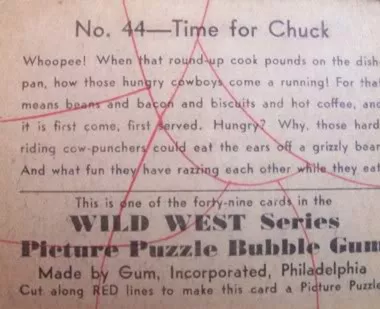 No. 44—Time for Chuck
Whoopee! When that round-up cook pounds on the dish-
pan, how those hungry cowboys come a running! For that
means beans and bacon and biscuits and hot coffee, and
it is first come, first served. Hungry? Why, those hard
riding cow-punchers could eat the ears off a grizzly bear
And what fun they have razzing each other while they eat
This is one of the forty-nine cards in the
WILD WEST Series
Picture Puzzle Bubble Gum
Made by Gum, Incorporated, Philadelphia
Cut along RED lines to make this card a Picture Puzzle